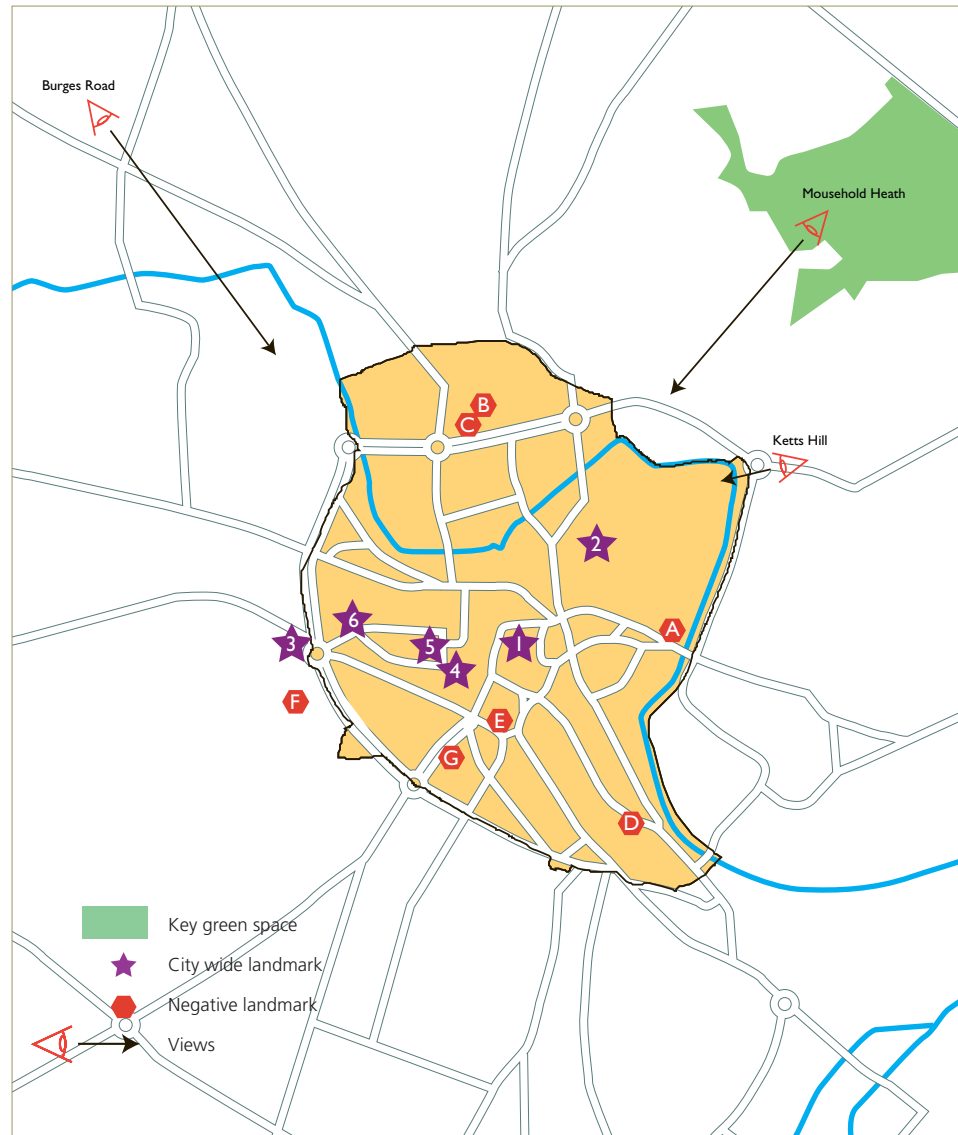 Burges Road
Mousehold Heath
B
C
Ketts Hill
2
6
A
3
5
1
4
F
E
G
D
Key green space
City wide landmark
Negative landmark
Views